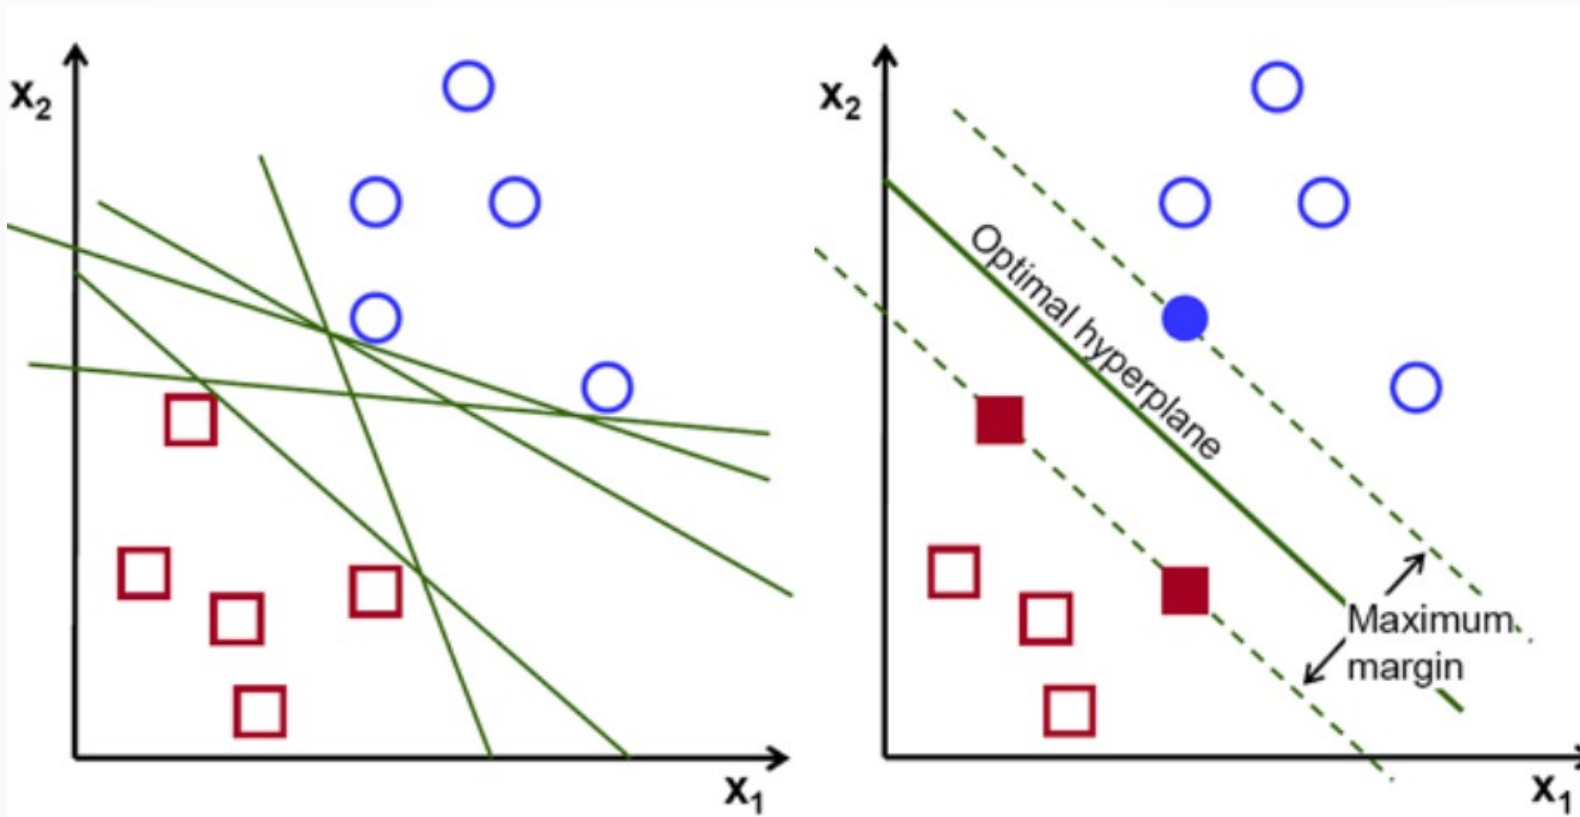 x₂
x₁
x₂
Optimal hyperplane
Maximum
margin
x₁